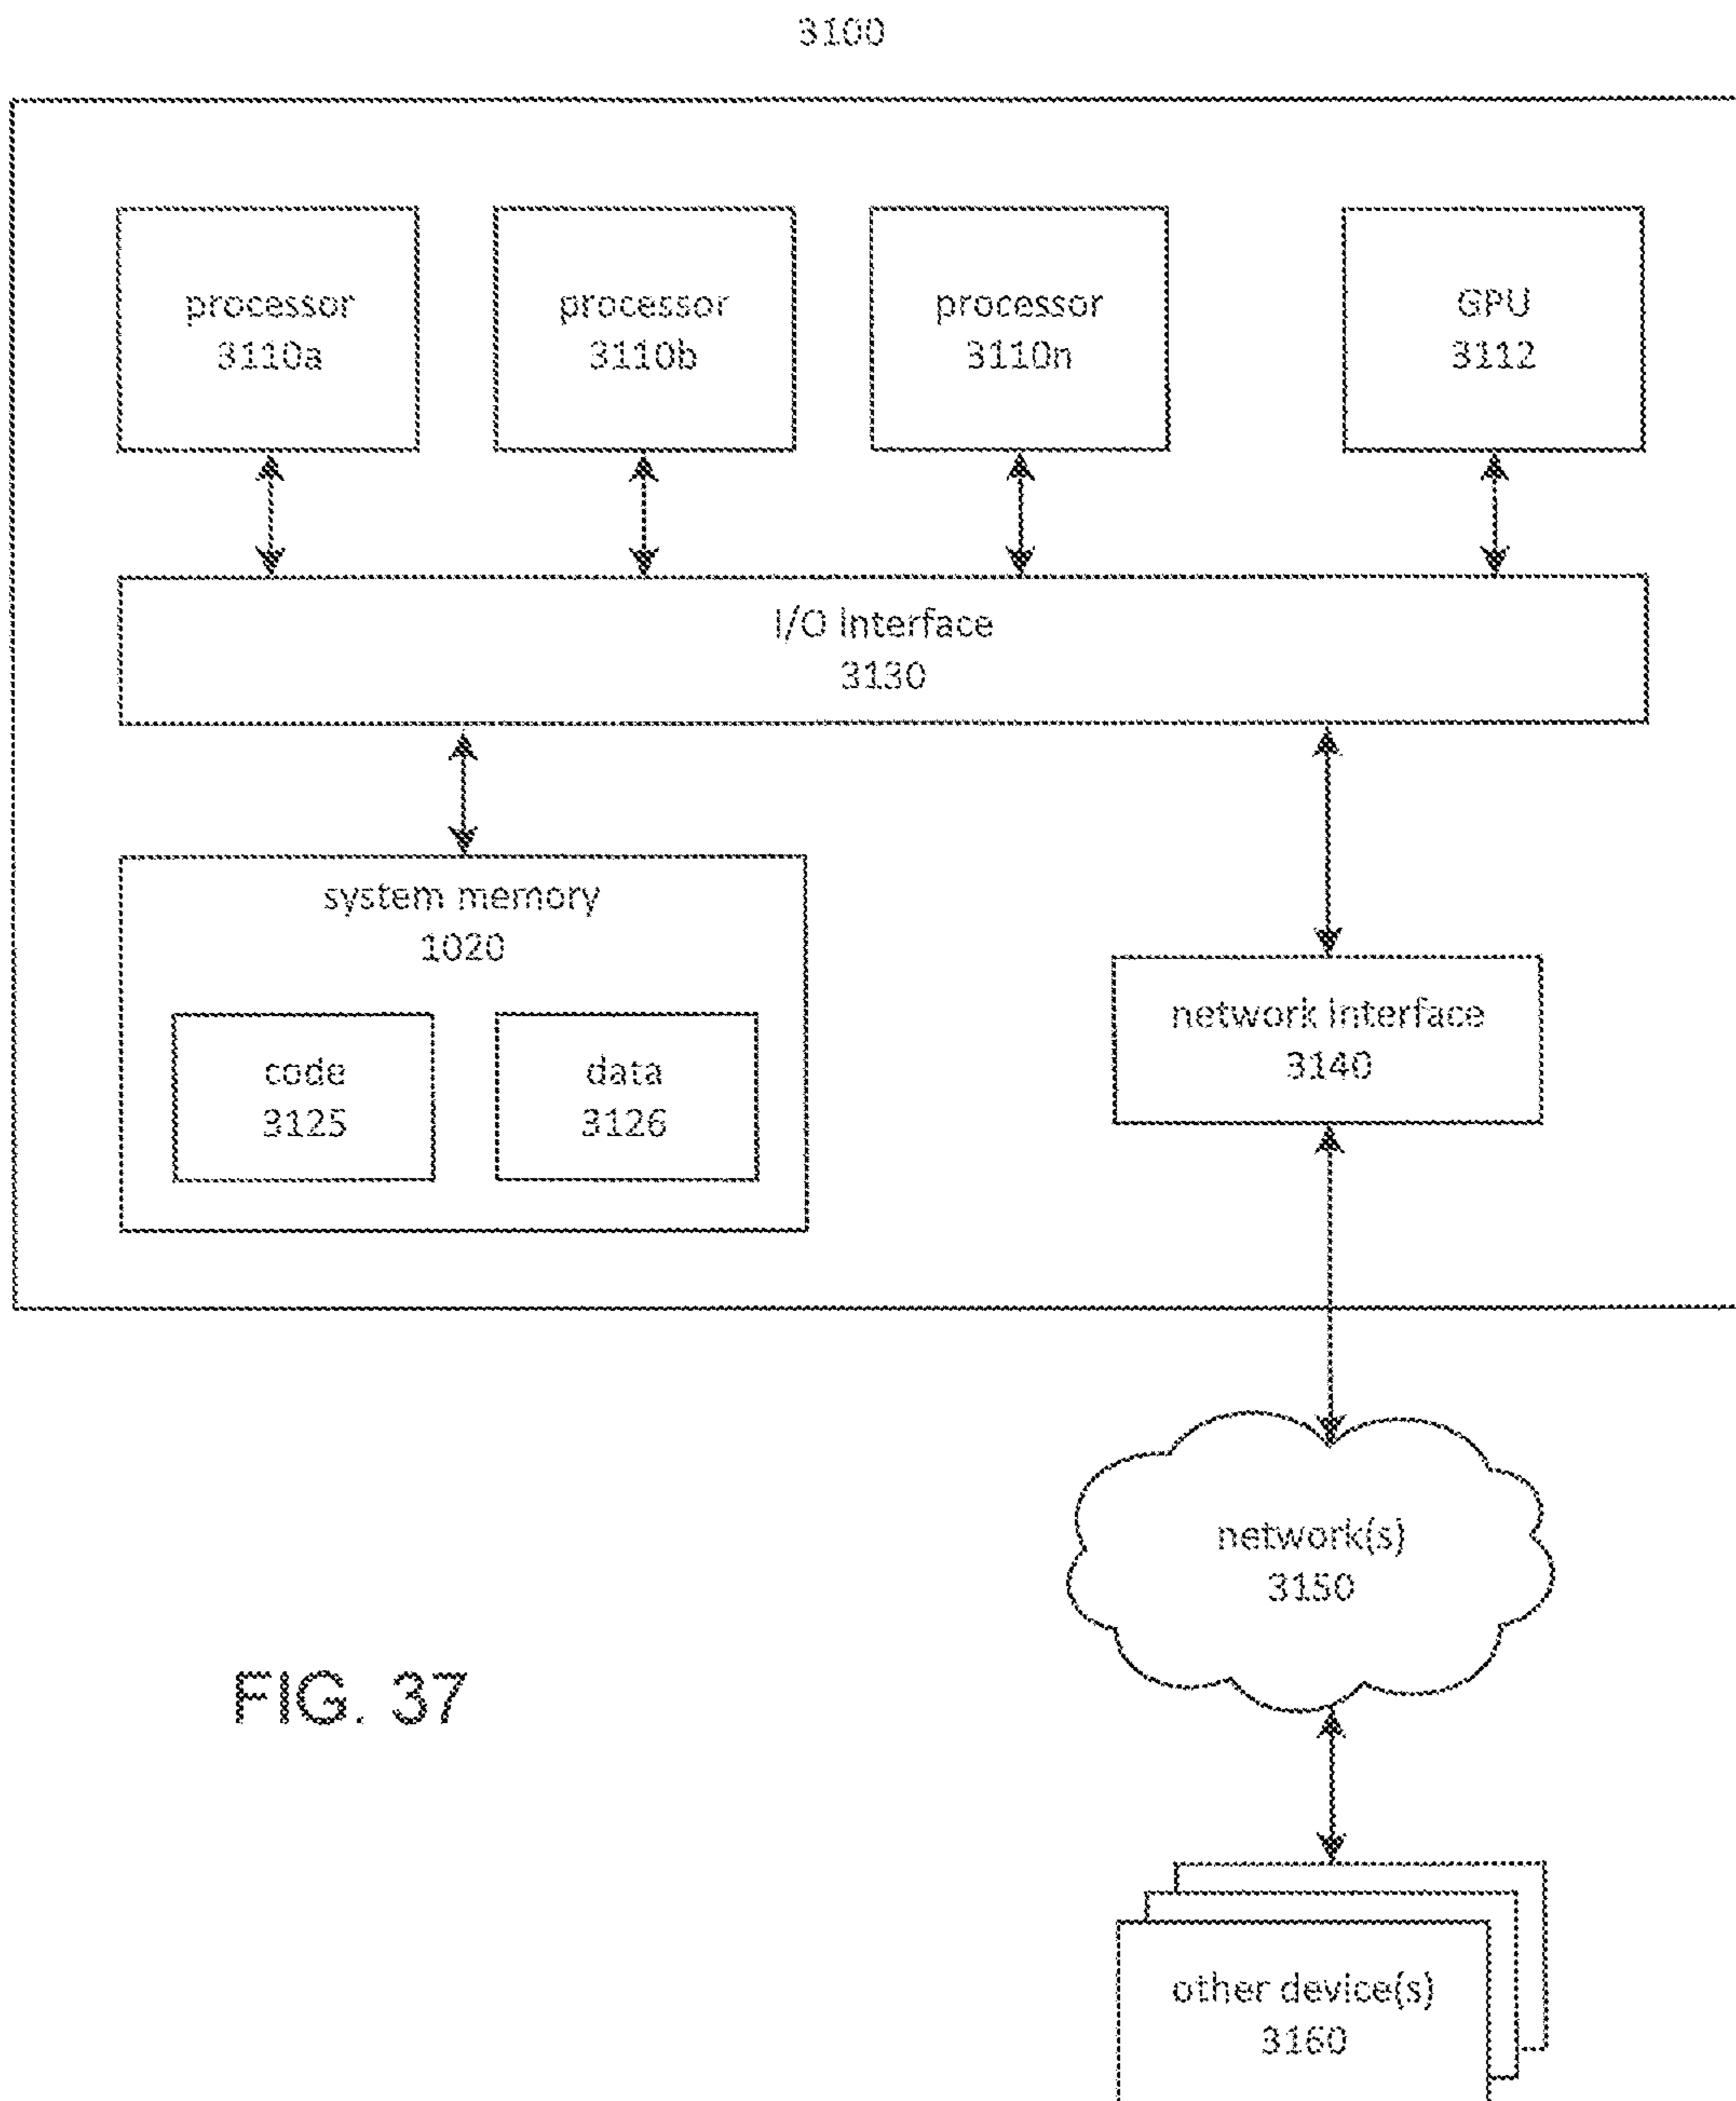 3100
processor
3110a
processor
3110b
processor
3110n
GPU
3112
I/O interface
3130
system memory
1020
code
3125
data
3126
network interface
3140
network(s)
3150
FIG. 37
other device(s)
3160